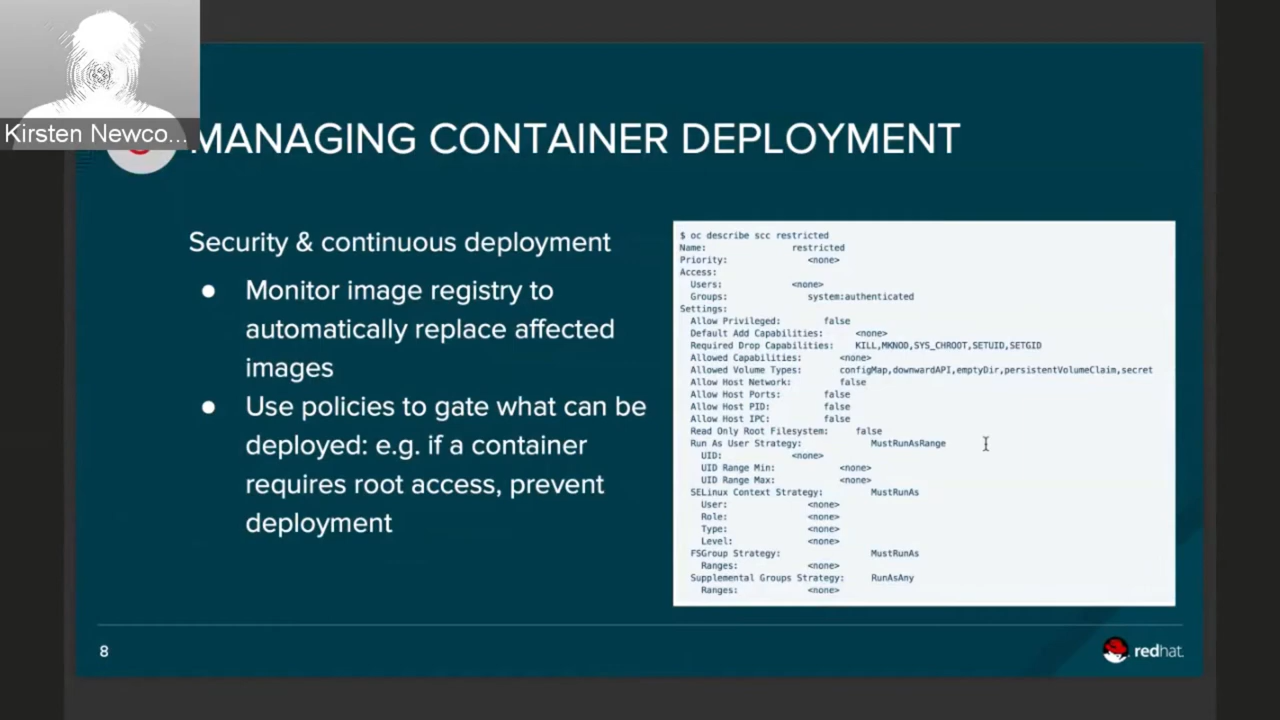 Kirsten Newco...
MANAGING CONTAINER DEPLOYMENT
Security & continuous deployment
● Monitor image registry to
automatically replace affected
images
● Use policies to gate what can be
deployed: e.g. if a container
requires root access, prevent
deployment
$ oc describe scc restricted
Name: restricted
Priority: <none>
Access:
Users: <none>
Groups: system:authenticated
Settings:
Allow Privileged: false
Default Add Capabilities: <none>
Required Drop Capabilities: KILL,MKNOD,SYS_CHROOT,SETUID,SETGID
Allowed Capabilities: <none>
Allowed Volume Types: configMap,downwardAPI,emptyDir,persistentVolumeClaim,secret
Allow Host Network: false
Allow Host Ports: false
Allow Host PID: false
Allow Host IPC: false
Read Only Root Filesystem: false
Run As User Strategy: MustRunAsRange
UID: <none>
UID Range Min: <none>
UID Range Max: <none>
SELinux Context Strategy: MustRunAs
User: <none>
Role: <none>
Type: <none>
Level: <none>
FSGroup Strategy: MustRunAs
Ranges: <none>
Supplemental Groups Strategy: RunAsAny
Ranges: <none>
8
redhat.